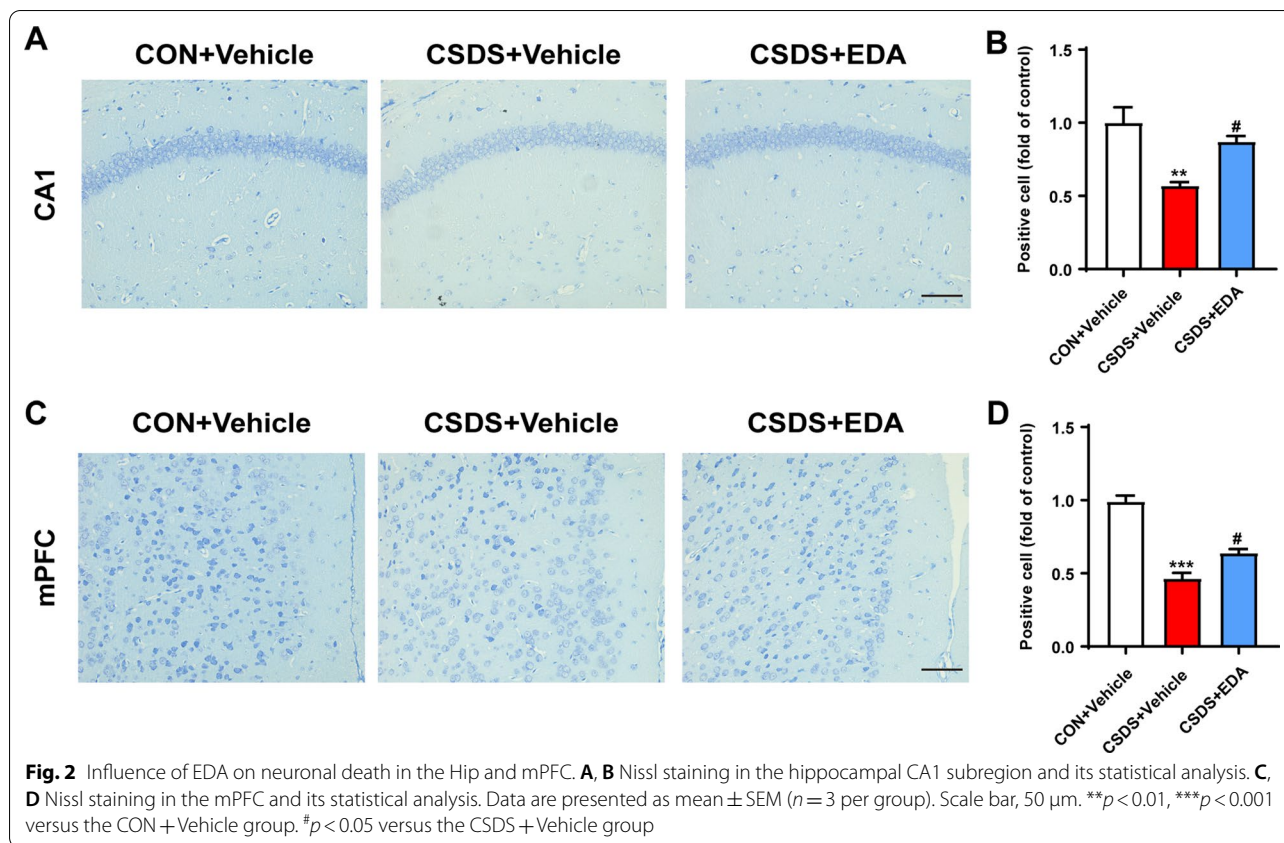 A
CON+Vehicle
CSDS+Vehicle
CSDS+EDA
CA1
B
Positive cell (fold of control)
1.5
1.0
0.5
0.0
**
#
CON+Vehicle
CSDS+Vehicle
CSDS+EDA
C
CON+Vehicle
CSDS+Vehicle
CSDS+EDA
mPFC
D
Positive cell (fold of control)
1.5
1.0
0.5
0.0
***
#
CON+Vehicle
CSDS+Vehicle
CSDS+EDA
Fig. 2 Influence of EDA on neuronal death in the Hip and mPFC. A, B Nissl staining in the hippocampal CA1 subregion and its statistical analysis. C,
D Nissl staining in the mPFC and its statistical analysis. Data are presented as mean ± SEM (n = 3 per group). Scale bar, 50 μm. **p < 0.01, ***p < 0.001
versus the CON + Vehicle group. #p < 0.05 versus the CSDS + Vehicle group